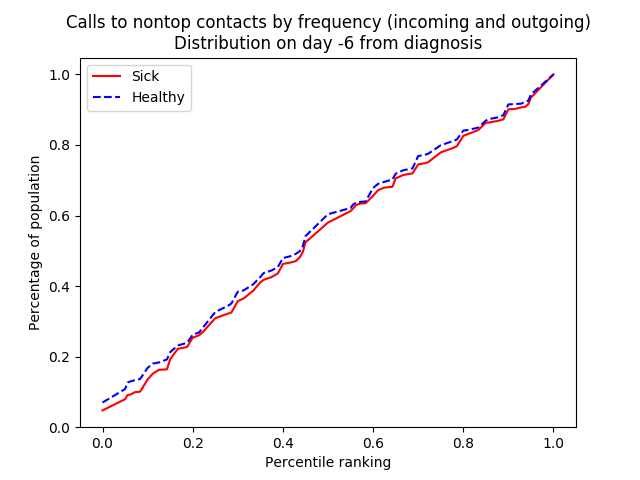 Calls to nontop contacts by frequency (incoming and outgoing)
Distribution on day -6 from diagnosis
Sick
Healthy
Percentage of population
1.0
0.8
0.6
0.4
0.2
0.0
0.0 0.2 0.4 0.6 0.8 1.0
Percentile ranking